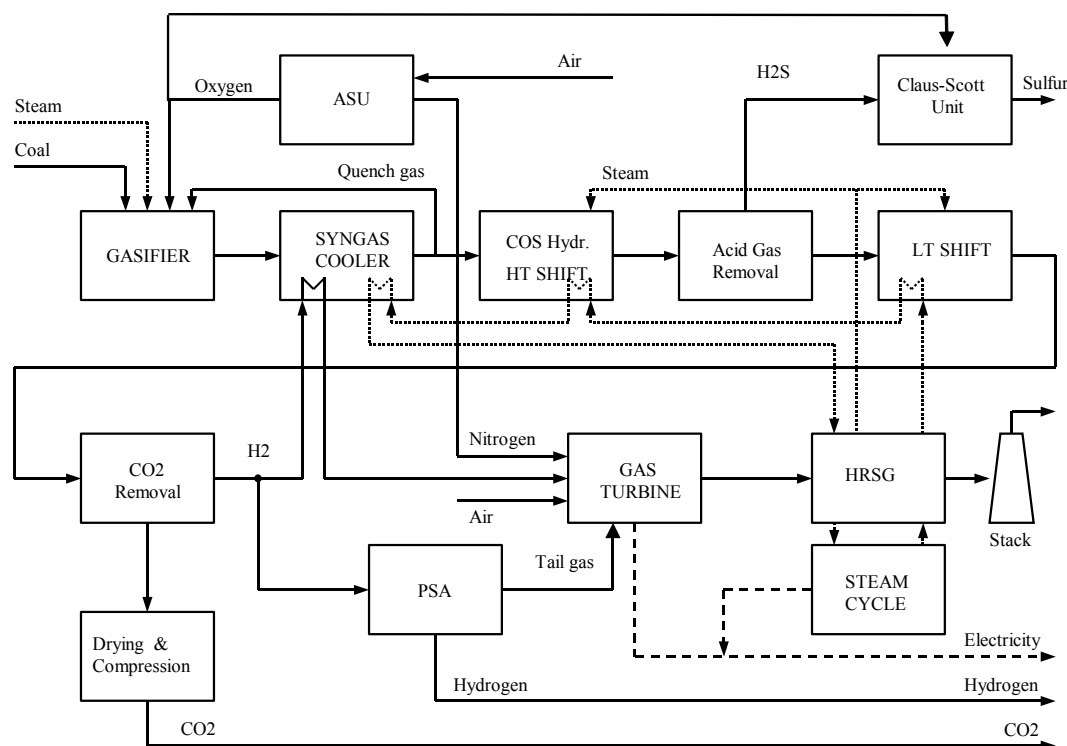 Air
H2S
Oxygen
ASU
Claus-Scott
Unit
Sulfur
Steam
Coal
Quench gas
Steam
GASIFIER
SYNGAS
COOLER
COS Hydr.
HT SHIFT
Acid Gas
Removal
LT SHIFT
H2
Nitrogen
CO2
Removal
GAS
TURBINE
HRSG
Air
Stack
Tail gas
PSA
STEAM
CYCLE
Drying &
Compression
Electricity
Hydrogen
Hydrogen
CO2
CO2